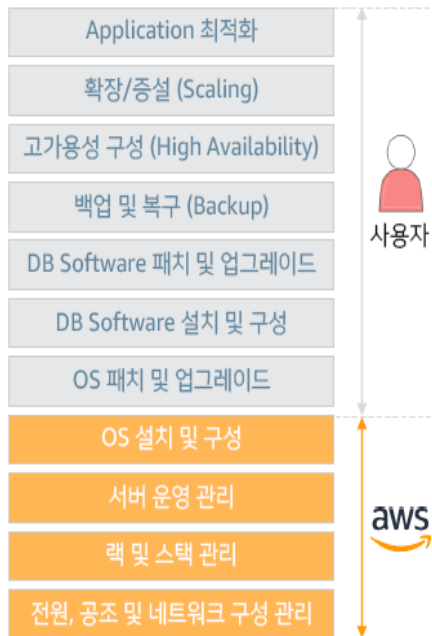 Application 최적화
확장/증설 (Scaling)
고가용성 구성 (High Availability)
백업 및 복구 (Backup)
사용자
DB Software 패치 및 업그레이드
DB Software 설치 및 구성
OS 패치 및 업그레이드
OS 설치 및 구성
서버 운영 관리
aws
랙 및 스택 관리
전원, 공조 및 네트워크 구성 관리